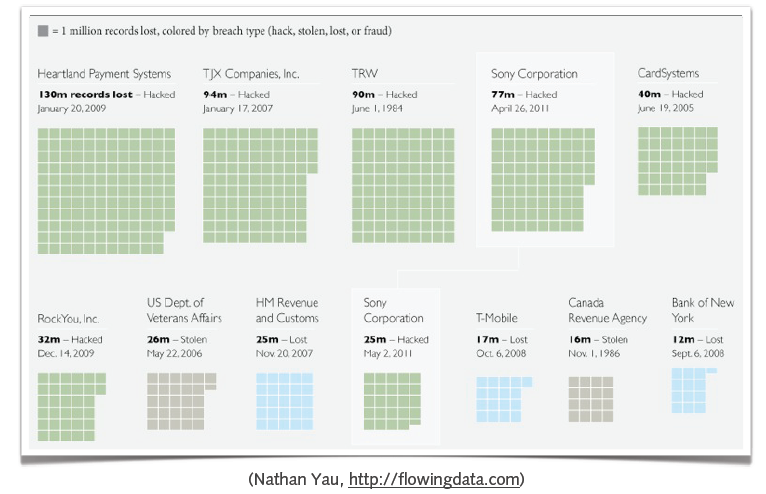 = 1 million records lost, colored by breach type (hack, stolen, lost, or fraud)
Heartland Payment Systems
130m records lost – Hacked
January 20, 2009
TJX Companies, Inc.
94m – Hacked
January 17, 2007
TRW
90m – Hacked
June 1, 1984
Sony Corporation
77m – Hacked
April 26, 2011
CardSystems
40m – Hacked
June 19, 2005
RockYou, Inc.
32m – Hacked
Dec. 14, 2009
US Dept. of
Veterans Affairs
26m – Stolen
May 22, 2006
HM Revenue
and Customs
25m – Lost
Nov. 20, 2007
Sony
Corporation
25m – Hacked
May 2, 2011
T-Mobile
17m – Lost
Oct. 6, 2008
Canada
Revenue Agency
16m – Stolen
Nov. 1, 1986
Bank of New
York
12m – Lost
Sept. 6, 2008
(Nathan Yau, http://flowingdata.com)